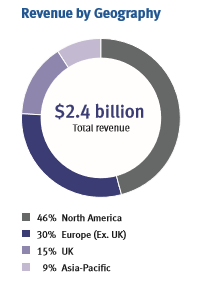 Revenue by Geography
$2.4 billion
Total revenue
46% North America
30% Europe (Ex. UK)
15% UK
9% Asia-Pacific